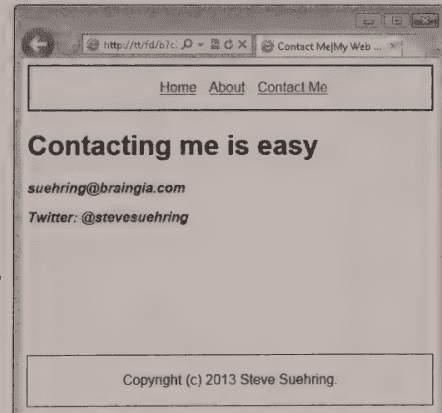 http://tt/fd/b7c. Contact Me|My Web ...
Home About Contact Me
Contacting me is easy
suehring@braingia.com
Twitter: @stevesuehring
Copyright (c) 2013 Steve Suehring.